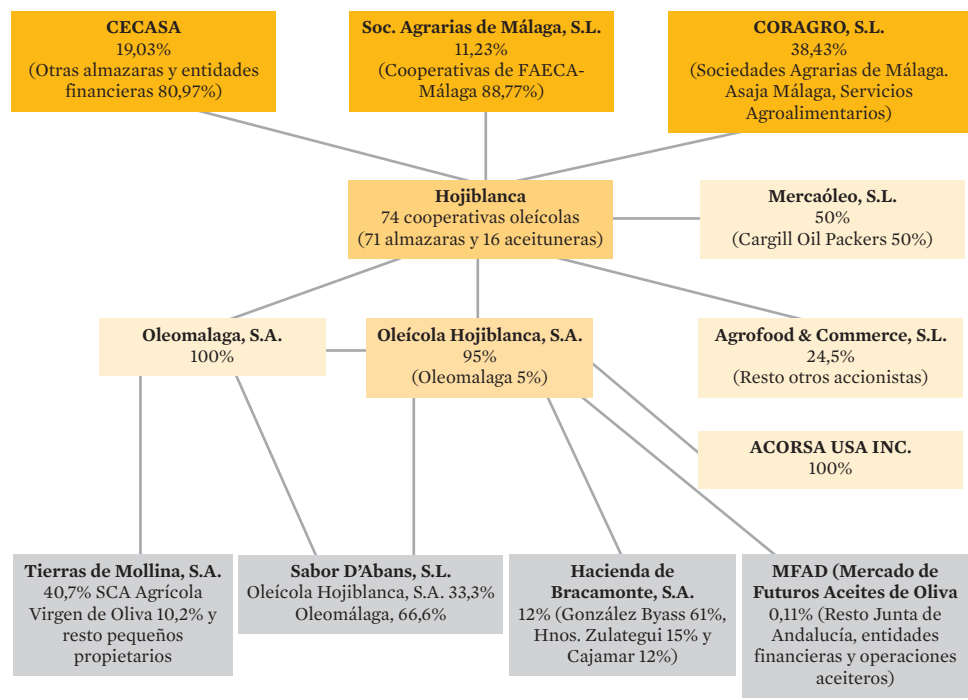 CECASA
19,03%
(Otras almazaras y entidades
financieras 80,97%)
Soc. Agrarias de Málaga, S.L.
11,23%
(Cooperativas de FAECA-
Málaga 88,77%)
CORAGRO, S.L.
38,43%
(Sociedades Agrarias de Málaga.
Asaja Málaga, Servicios
Agroalimentarios)
Hojiblanca
74 cooperativas oleícolas
(71 almazaras y 16 aceituneras)
Mercaóleo, S.L.
50%
(Cargill Oil Packers 50%)
Oleomalaga, S.A.
100%
Oleícola Hojiblanca, S.A.
95%
(Oleomalaga 5%)
Agrofood & Commerce, S.L.
24,5%
(Resto otros accionistas)
ACORSA USA INC.
100%
Tierras de Mollina, S.A.
40,7% SCA Agrícola
Virgen de Oliva 10,2% y
resto pequeños
propietarios
Sabor D’Abans, S.L.
Oleícola Hojiblanca, S.A. 33,3%
Oleomálaga, 66,6%
Hacienda de
Bracamonte, S.A.
12% (González Byass 61%,
Hnos. Zulategui 15% y
Cajamar 12%)
MFAD (Mercado de
Futuros Aceites de Oliva
0,11% (Resto Junta de
Andalucía, entidades
financieras y operaciones
aceiteros)